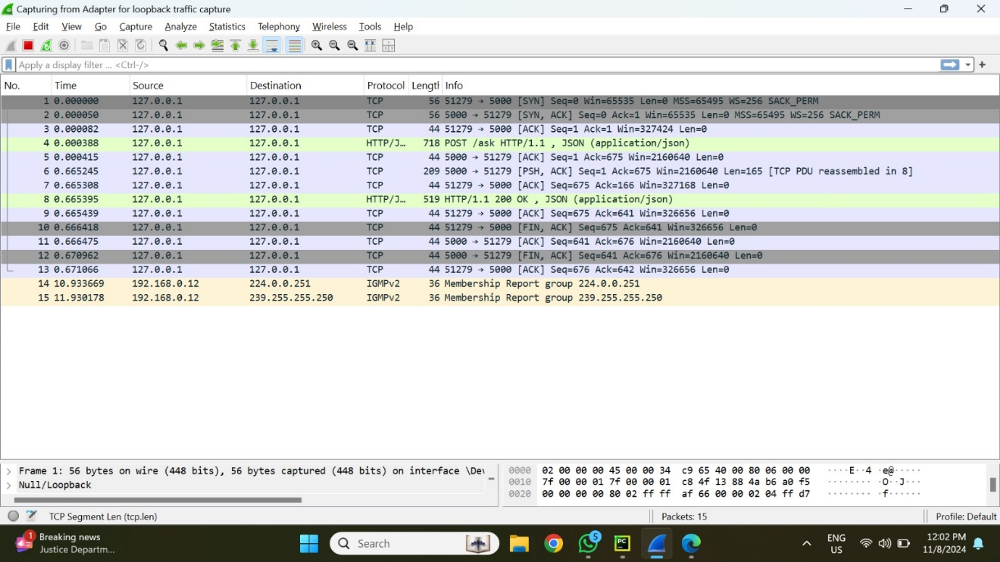 Capturing from Adapter for loopback traffic capture
File Edit View Go Capture Analyze Statistics Telephony Wireless Tools Help
Apply a display filter ... <Ctrl-/>
No. Time Source Destination Protocol Length Info
1 0.000000 127.0.0.1 127.0.0.1 TCP 56 51279 → 5000 [SYN] Seq=0 Win=65535 Len=0 MSS=65495 WS=256 SACK_PERM
2 0.000050 127.0.0.1 127.0.0.1 TCP 56 5000 → 51279 [SYN, ACK] Seq=0 Ack=1 Win=65535 Len=0 MSS=65495 WS=256 SACK_PERM
3 0.000082 127.0.0.1 127.0.0.1 TCP 44 51279 → 5000 [ACK] Seq=1 Ack=1 Win=327424 Len=0
4 0.000388 127.0.0.1 127.0.0.1 HTTP/J... 718 POST /ask HTTP/1.1 , JSON (application/json)
5 0.000415 127.0.0.1 127.0.0.1 TCP 44 5000 → 51279 [ACK] Seq=1 Ack=675 Win=2160640 Len=0
6 0.665245 127.0.0.1 127.0.0.1 TCP 209 5000 → 51279 [PSH, ACK] Seq=1 Ack=675 Win=2160640 Len=165 [TCP PDU reassembled in 8]
7 0.665308 127.0.0.1 127.0.0.1 TCP 44 51279 → 5000 [ACK] Seq=675 Ack=166 Win=327168 Len=0
8 0.665395 127.0.0.1 127.0.0.1 HTTP/J... 519 HTTP/1.1 200 OK , JSON (application/json)
9 0.665439 127.0.0.1 127.0.0.1 TCP 44 51279 → 5000 [ACK] Seq=675 Ack=641 Win=326656 Len=0
10 0.666418 127.0.0.1 127.0.0.1 TCP 44 51279 → 5000 [FIN, ACK] Seq=675 Ack=641 Win=326656 Len=0
11 0.666475 127.0.0.1 127.0.0.1 TCP 44 5000 → 51279 [ACK] Seq=641 Ack=676 Win=2160640 Len=0
12 0.670962 127.0.0.1 127.0.0.1 TCP 44 5000 → 51279 [FIN, ACK] Seq=641 Ack=676 Win=2160640 Len=0
13 0.671066 127.0.0.1 127.0.0.1 TCP 44 51279 → 5000 [ACK] Seq=676 Ack=642 Win=326656 Len=0
14 10.933669 192.168.0.12 224.0.0.251 IGMPv2 36 Membership Report group 224.0.0.251
15 11.930178 192.168.0.12 239.255.255.250 IGMPv2 36 Membership Report group 239.255.255.250
Frame 1: 56 bytes on wire (448 bits), 56 bytes captured (448 bits) on interface \Dev
Null/Loopback
0000 02 00 00 00 45 00 00 34 c9 65 40 00 80 06 00 00 ····E··4 ·e@·····
0010 7f 00 00 01 7f 00 00 01 c8 4f 13 88 4a b6 a0 f5 ········ ·O··J···
0020 00 00 00 00 80 02 ff ff af 66 00 00 02 04 ff d7 ········ ·f······
TCP Segment Len (tcp.len) Packets: 15 Profile: Default
1 Breaking news
Justice Departm...
Search
5
PC
ENG
US
12:02 PM
11/8/2024